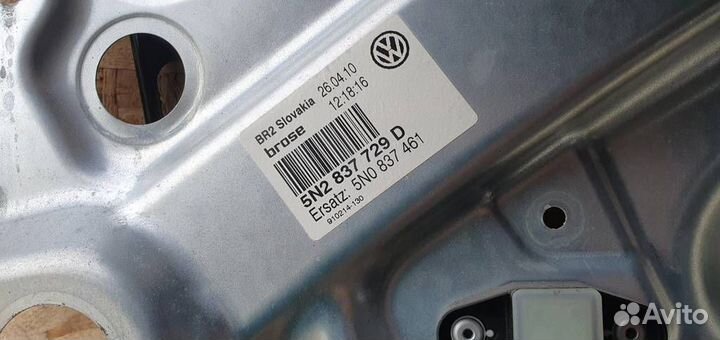 BR2 Slovakia 26.04.10
brose 12:18:16
5N2 837 729 D
Ersatz: 5N0 837 461
910214-130
Avito